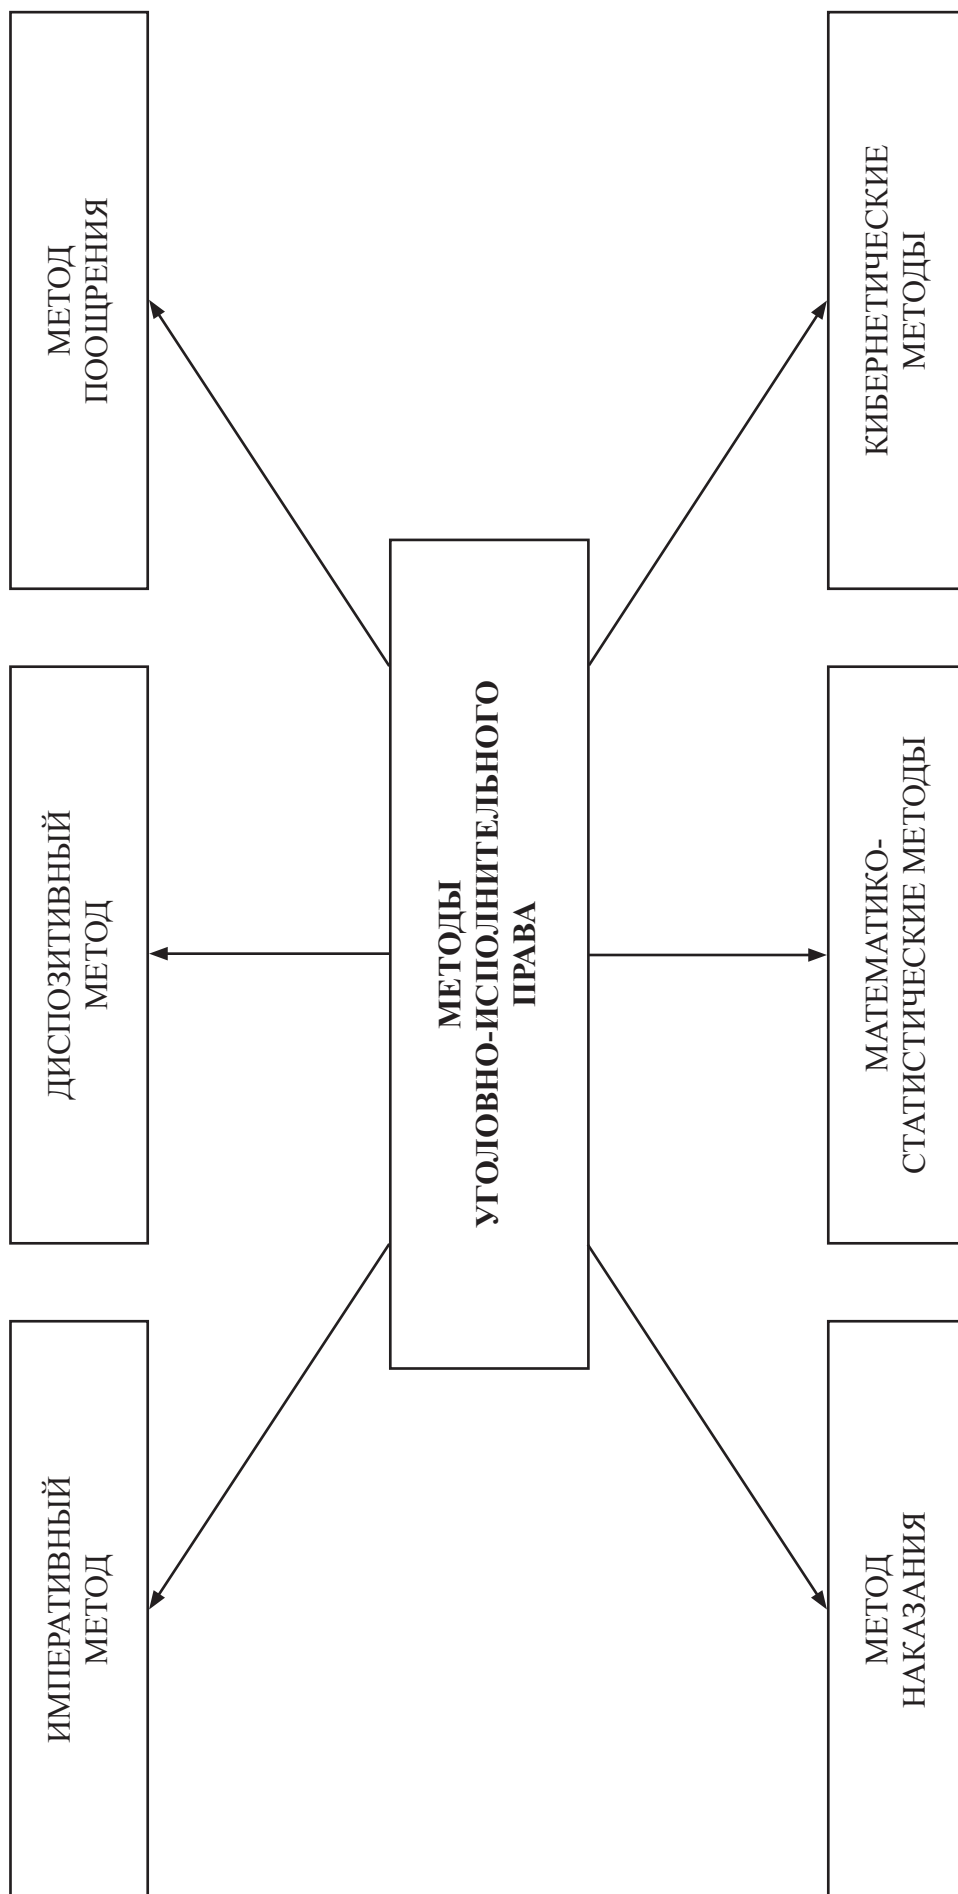 ИМПЕРАТИВНЫЙ
МЕТОД
ДИСПОЗИТИВНЫЙ
МЕТОД
МЕТОД
ПООЩРЕНИЯ
МЕТОДЫ
УГОЛОВНО-ИСПОЛНИТЕЛЬНОГО
ПРАВА
МЕТОД
НАКАЗАНИЯ
МАТЕМАТИКО-
СТАТИСТИЧЕСКИЕ МЕТОДЫ
КИБЕРНЕТИЧЕСКИЕ
МЕТОДЫ